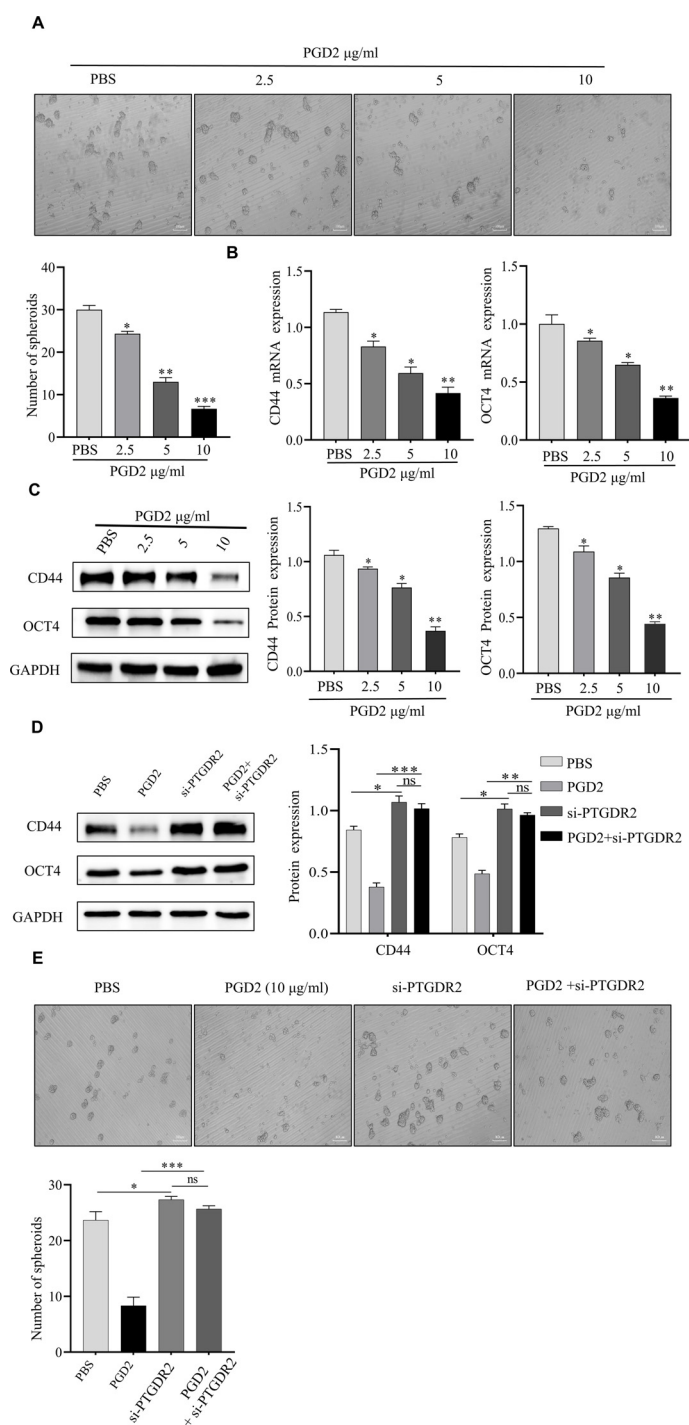 A
PGD2 μg/ml
PBS 2.5 5 10
Number of spheroids
40
30
20
10
0
PBS 2.5 5 10
PGD2 μg/ml
* ** ***
B
CD44 mRNA expression
1.5
1.0
0.5
0.0
PBS 2.5 5 10
PGD2 μg/ml
* * **
OCT4 mRNA expression
1.5
1.0
0.5
0.0
PBS 2.5 5 10
PGD2 μg/ml
* * **
C
PGD2 μg/ml
PBS 2.5 5 10
CD44
OCT4
GAPDH
CD44 Protein expression
1.5
1.0
0.5
0.0
PBS 2.5 5 10
PGD2 μg/ml
* * **
OCT4 Protein expression
1.5
1.0
0.5
0.0
PBS 2.5 5 10
PGD2 μg/ml
* * **
D
PBS PGD2 si-PTGDR2 PGD2+
si-PTGDR2
CD44
OCT4
GAPDH
Protein expression
1.5
1.0
0.5
0.0
*** **
* ns * ns
CD44 OCT4
PBS
PGD2
si-PTGDR2
PGD2+si-PTGDR2
E
PBS PGD2 (10 μg/ml) si-PTGDR2 PGD2 +si-PTGDR2
Number of spheroids
30
20
10
0
***
* ns
PBS PGD2 si-PTGDR2 PGD2
+ si-PTGDR2